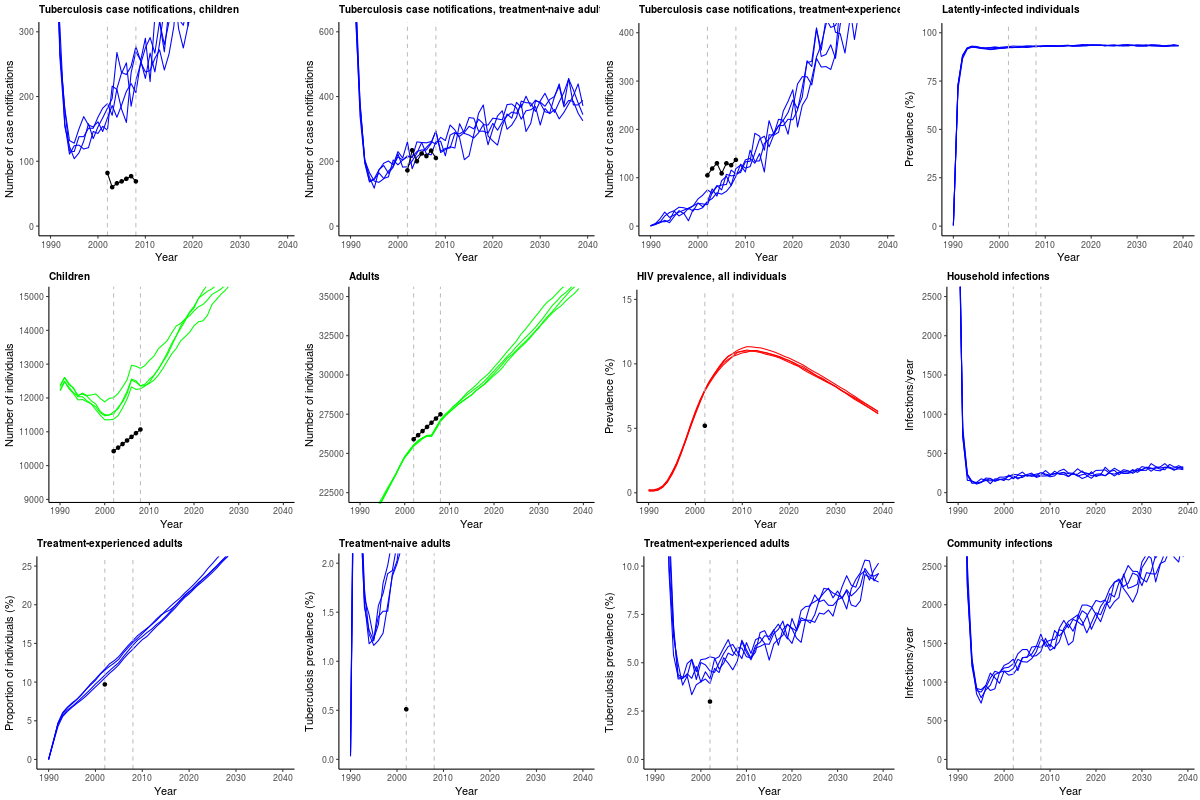 Tuberculosis case notifications, children
Number of case notifications
300
200
100
0
1990 2000 2010 2020 2030 2040
Year
Tuberculosis case notifications, treatment-naive adul
Number of case notifications
600
400
200
0
1990 2000 2010 2020 2030 2040
Year
Tuberculosis case notifications, treatment-experience
Number of case notifications
400
300
200
100
0
1990 2000 2010 2020 2030 2040
Year
Latently-infected individuals
Prevalence (%)
100
75
50
25
0
1990 2000 2010 2020 2030 2040
Year
Children
Number of individuals
15000
14000
13000
12000
11000
10000
9000
1990 2000 2010 2020 2030 2040
Year
Adults
Number of individuals
35000
32500
30000
27500
25000
22500
1990 2000 2010 2020 2030 2040
Year
HIV prevalence, all individuals
Prevalence (%)
15
10
5
0
1990 2000 2010 2020 2030 2040
Year
Household infections
Infections/year
2500
2000
1500
1000
500
0
1990 2000 2010 2020 2030 2040
Year
Treatment-experienced adults
Proportion of individuals (%)
25
20
15
10
5
0
1990 2000 2010 2020 2030 2040
Year
Treatment-naive adults
Tuberculosis prevalence (%)
2.0
1.5
1.0
0.5
0.0
1990 2000 2010 2020 2030 2040
Year
Treatment-experienced adults
Tuberculosis prevalence (%)
10.0
7.5
5.0
2.5
0.0
1990 2000 2010 2020 2030 2040
Year
Community infections
Infections/year
2500
2000
1500
1000
500
0
1990 2000 2010 2020 2030 2040
Year